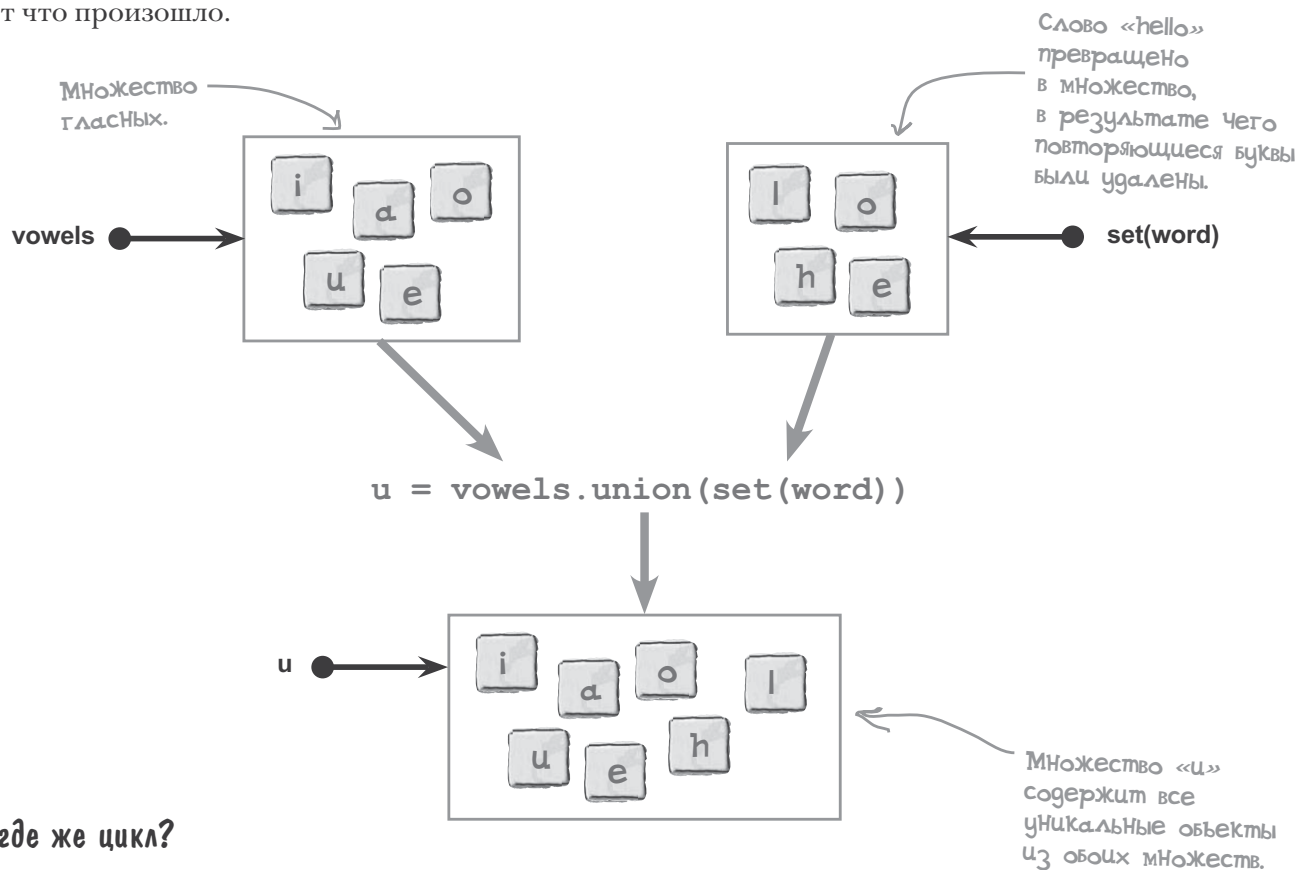 т что произошло.
Множество
гласных.
Слово «hello»
превращено
в множество,
в результате чего
повторяющиеся буквы
были удалены.
vowels
i
a
o
u
e
l
o
h
e
set(word)
u = vowels.union(set(word))
u
i
a
o
l
u
e
h
Множество «u»
содержит все
уникальные объекты
из обоих множеств.
где же цикл?